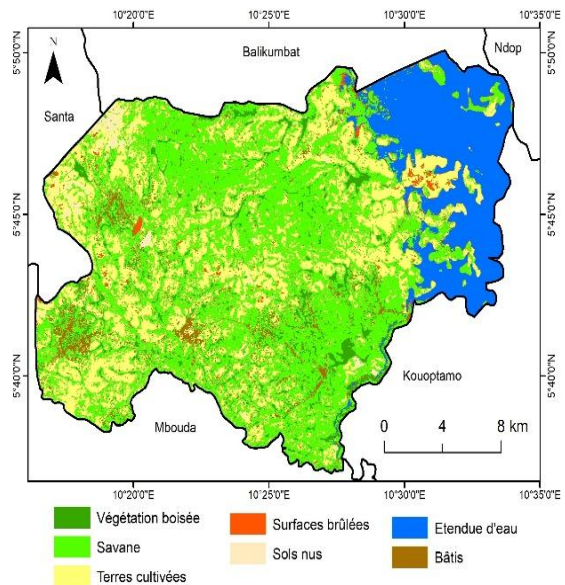 10°20'0"E 10°25'0"E 10°30'0"E 10°35'0"E
5°50'0"N
5°50'0"N
N
Balikumbat
Ndop
Santa
5°45'0"N
5°45'0"N
5°40'0"N
5°40'0"N
Kouoptamo
Mbouda
0 4 8 km
10°20'0"E 10°25'0"E 10°30'0"E 10°35'0"E
Végétation boisée
Surfaces brûlées
Etendue d'eau
Savane
Sols nus
Bâtis
Terres cultivées